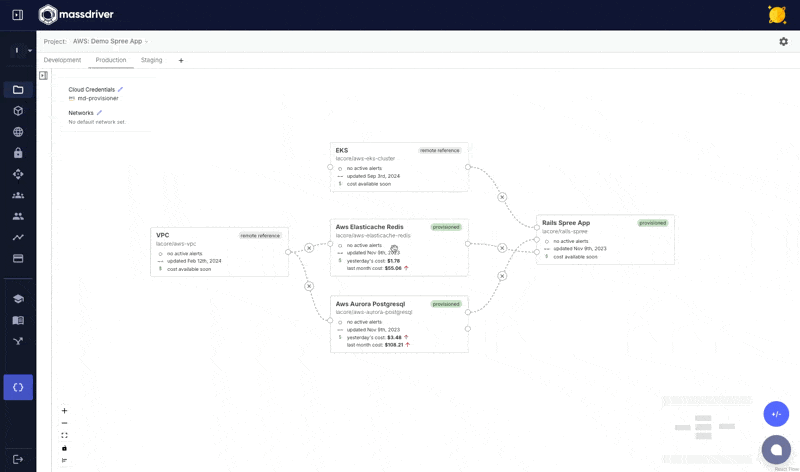 massdriver
Project: AWS: Demo Spree App
Development Production Staging +
Cloud Credentials
md-provisioner
Networks
No default network set
EKS remote reference
lacore/aws-eks-cluster
no active alerts
updated Sep 3rd, 2024
$ cost available soon
VPC remote reference
lacore/aws-vpc
no active alerts
updated Feb 12th, 2024
$ cost available soon
Aws Elasticache Redis provisioned
lacore/aws-elasticache-redis
no active alerts
updated Nov 9th, 2023
$ yesterday's cost: $1.78
last month cost: $55.06
Aws Aurora Postgresql provisioned
lacore/aws-aurora-postgresql
no active alerts
updated Nov 9th, 2023
$ yesterday's cost: $3.48
last month cost: $108.21
Rails Spree App provisioned
lacore/rails-spree
no active alerts
updated Nov 9th, 2023
$ cost available soon
+/-
React Flow